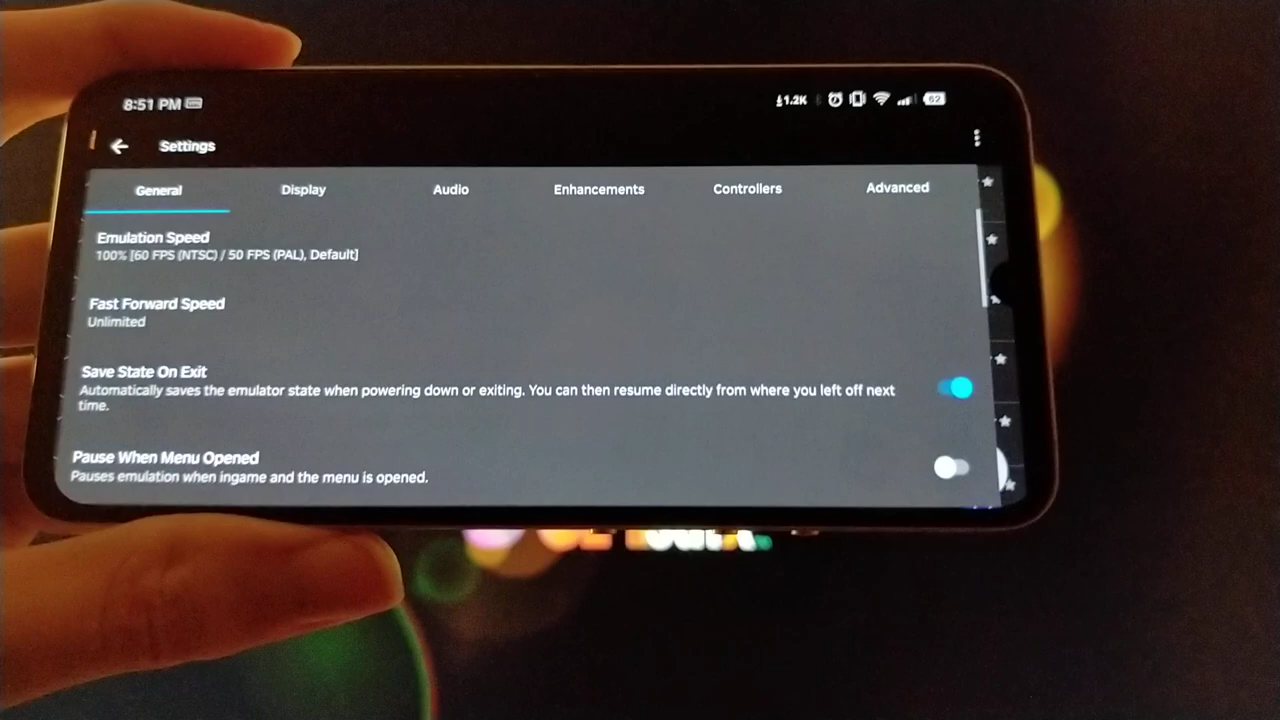 8:51 PM
1.2K
62
Settings
General Display Audio Enhancements Controllers Advanced
Emulation Speed
100% [60 FPS (NTSC) / 50 FPS (PAL), Default]
Fast Forward Speed
Unlimited
Save State On Exit
Automatically saves the emulator state when powering down or exiting. You can then resume directly from where you left off next
time.
Pause When Menu Opened
Pauses emulation when ingame and the menu is opened.